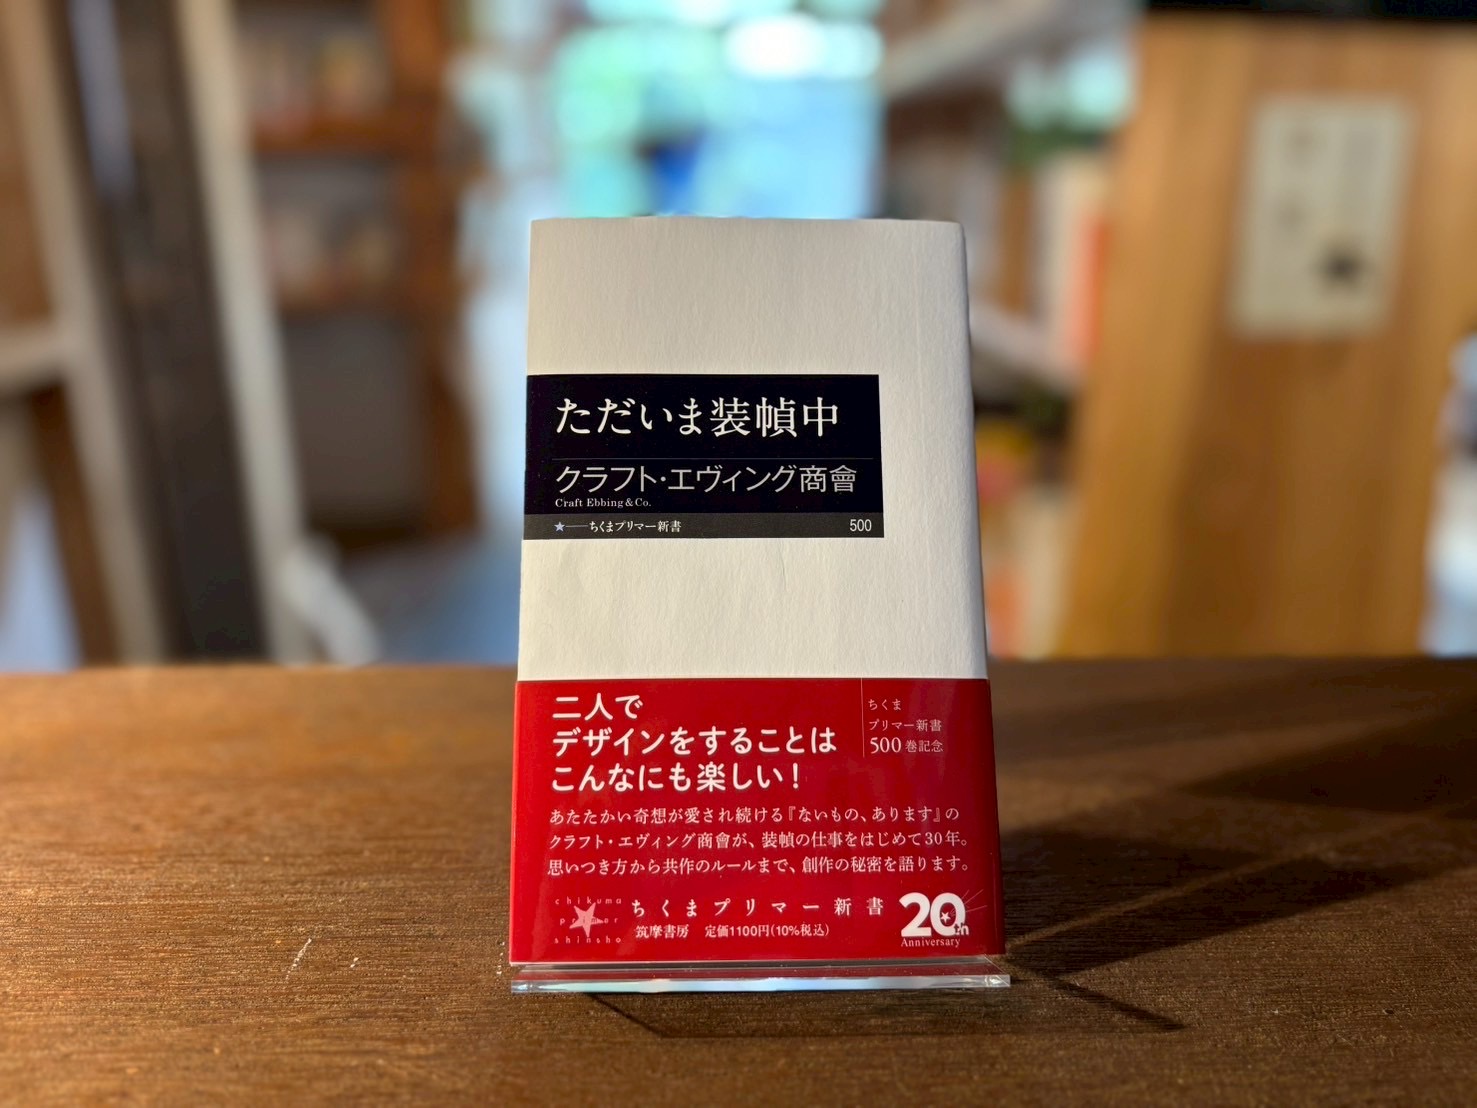 ただいま装幀中
クラフト・エヴィング商會
Craft Ebbing & Co.
★―ちくまプリマー新書 500
二人で
デザインをすることは
こんなにも楽しい!
ちくま
プリマー新書
500巻記念
あたたかい奇想が愛され続ける『ないもの、あります』の
クラフト・エヴィング商會が、装幀の仕事をはじめて30年。
思いつき方から共作のルールまで、創作の秘密を語ります。
chikuma
primer
shinsho
ちくまプリマー新書
筑摩書房 定価1100円(10%税込)
20th
Anniversary